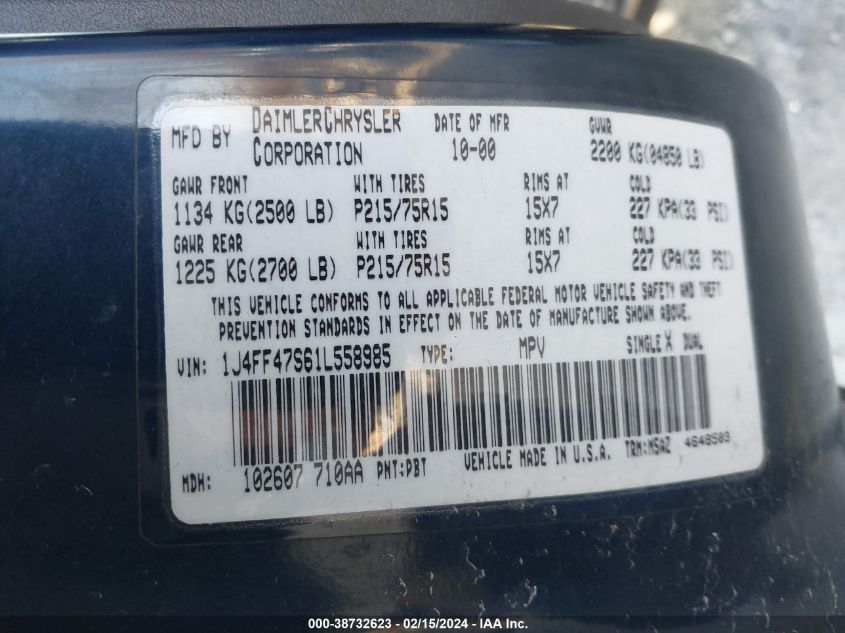 MFD BY DAIMLERCHRYSLER CORPORATION DATE OF MFR 10-00 GVWR 2200 KG(04850 LB)
GAWR FRONT WITH TIRES RIMS AT COLD
1134 KG(2500 LB) P215/75R15 15X7 227 KPA(33 PSI)
GAWR REAR WITH TIRES RIMS AT COLD
1225 KG(2700 LB) P215/75R15 15X7 227 KPA(33 PSI)
THIS VEHICLE CONFORMS TO ALL APPLICABLE FEDERAL MOTOR VEHICLE SAFETY AND THEFT
PREVENTION STANDARDS IN EFFECT ON THE DATE OF MANUFACTURE SHOWN ABOVE.
VIN: 1J4FF47S61L558985 TYPE: MPV SINGLE X DUAL
MDH: 102607 710AA PNT:PBT VEHICLE MADE IN U.S.A. TRM:MSAZ 4648503
000-38732623 - 02/15/2024 - IAA Inc.